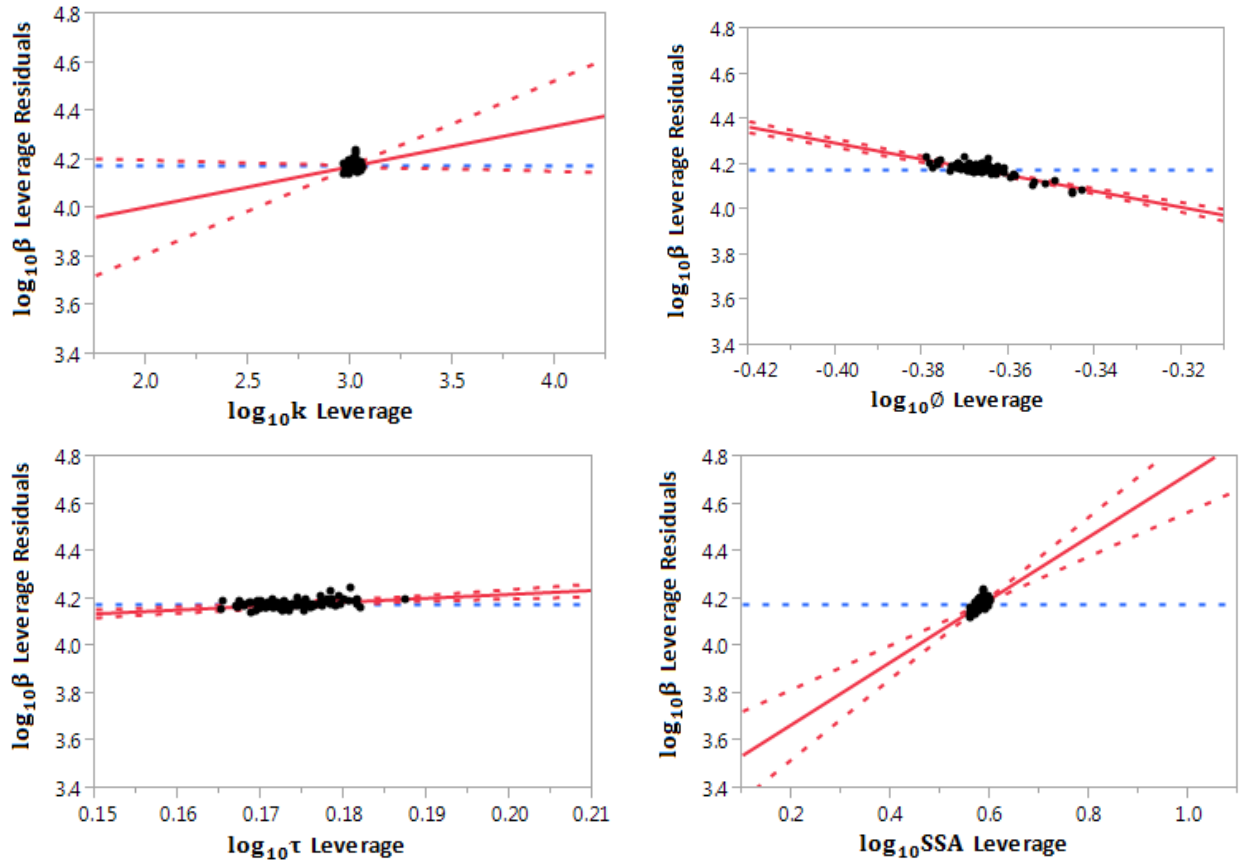 log₁₀β Leverage Residuals
4.8
4.6
4.4
4.2
4.0
3.8
3.6
3.4
2.0 2.5 3.0 3.5 4.0
log₁₀k Leverage
log₁₀β Leverage Residuals
4.8
4.6
4.4
4.2
4.0
3.8
3.6
3.4
-0.42 -0.40 -0.38 -0.36 -0.34 -0.32
log₁₀∅ Leverage
log₁₀β Leverage Residuals
4.8
4.6
4.4
4.2
4.0
3.8
3.6
3.4
0.15 0.16 0.17 0.18 0.19 0.20 0.21
log₁₀τ Leverage
log₁₀β Leverage Residuals
4.8
4.6
4.4
4.2
4.0
3.8
3.6
3.4
0.2 0.4 0.6 0.8 1.0
log₁₀SSA Leverage